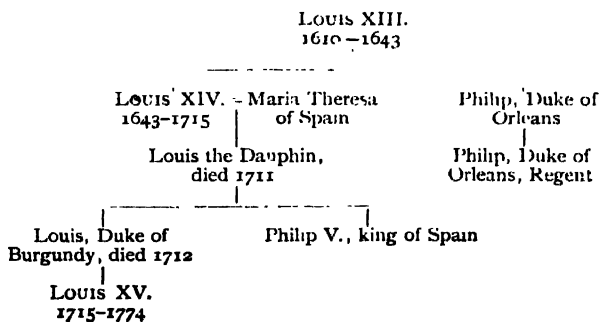 Louis XIII.
1610–1643
Louis XIV. = Maria Theresa of Spain
1643–1715
Philip, Duke of Orleans
Louis the Dauphin,
died 1711
Philip, Duke of
Orleans, Regent
Louis, Duke of
Burgundy, died 1712
Philip V., king of Spain
Louis XV.
1715–1774